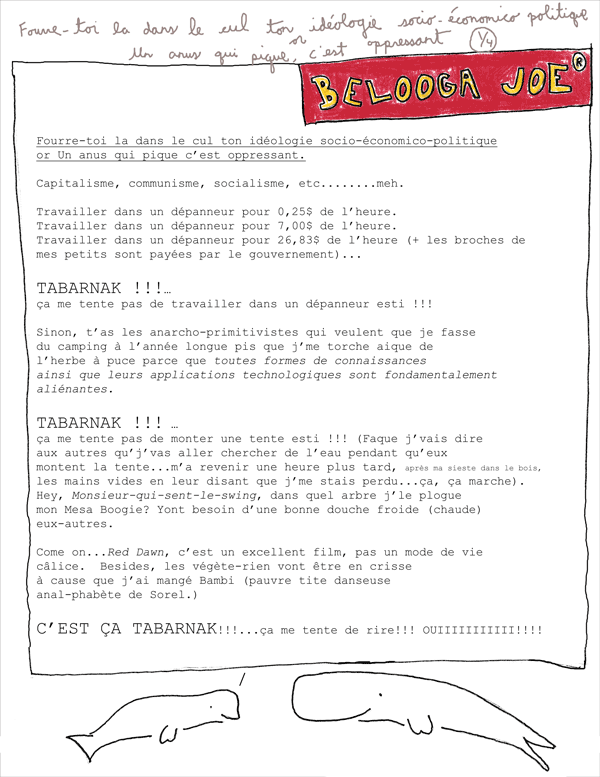 Fourre-toi la dans le cul ton idéologie socio-économico politique
or
Un anus qui pique, c'est oppressant 1/4
BELOOGA JOE ®
Fourre-toi la dans le cul ton idéologie socio-économico-politique
or Un anus qui pique c'est oppressant.
Capitalisme, communisme, socialisme, etc........meh.
Travailler dans un dépanneur pour 0,25$ de l'heure.
Travailler dans un dépanneur pour 7,00$ de l'heure.
Travailler dans un dépanneur pour 26,83$ de l'heure (+ les broches de
mes petits sont payées par le gouvernement)...
TABARNAK !!!…
ça me tente pas de travailler dans un dépanneur esti !!!
Sinon, t'as les anarcho-primitivistes qui veulent que je fasse
du camping à l'année longue pis que j'me torche aique de
l'herbe à puce parce que toutes formes de connaissances
ainsi que leurs applications technologiques sont fondamentalement
aliénantes.
TABARNAK !!! …
ça me tente pas de monter une tente esti !!! (Faque j'vais dire
aux autres qu'j'vas aller chercher de l'eau pendant qu'eux
montent la tente...m'a revenir une heure plus tard, après ma sieste dans le bois,
les mains vides en leur disant que j'me stais perdu...ça, ça marche).
Hey, Monsieur-qui-sent-le-swing, dans quel arbre j'le plogue
mon Mesa Boogie? Yont besoin d'une bonne douche froide (chaude)
eux-autres.
Come on...Red Dawn, c'est un excellent film, pas un mode de vie
câlice.  Besides, les végète-rien vont être en crisse
à cause que j'ai mangé Bambi (pauvre tite danseuse
anal-phabète de Sorel.)
C'EST ÇA TABARNAK!!!...ça me tente de rire!!! OUIIIIIIIIIII!!!!